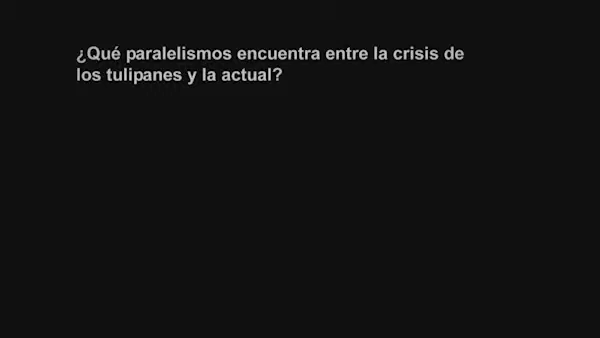 ¿Qué paralelismos encuentra entre la crisis de
los tulipanes y la actual?